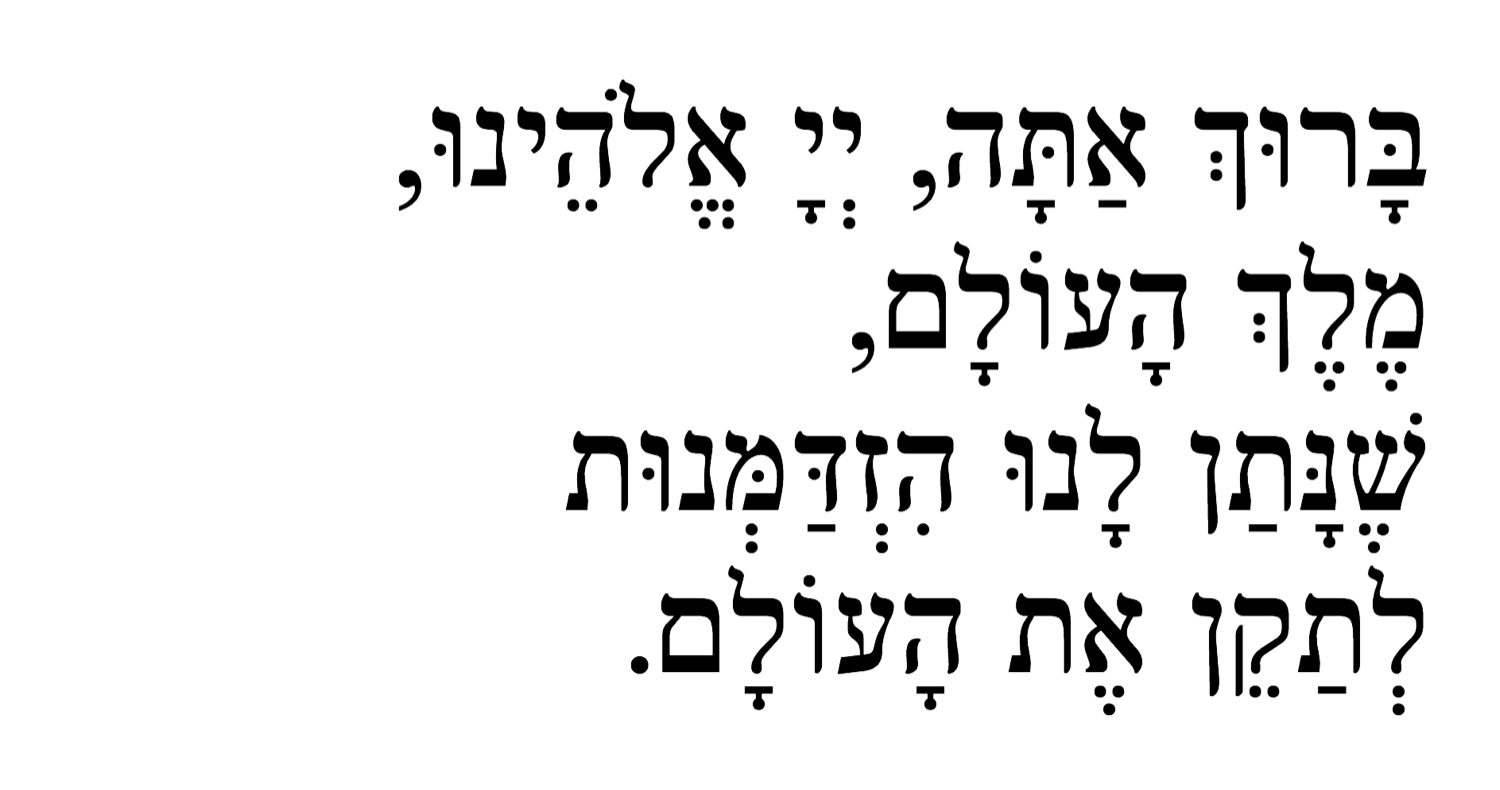 בָּרוּךְ אַתָּה, יְיָ אֱלֹהֵינוּ,
מֶלֶךְ הָעוֹלָם,
שֶׁנָּתַן לָנוּ הִזְדַּמְּנוּת
לְתַקֵן אֶת הָעוֹלָם.